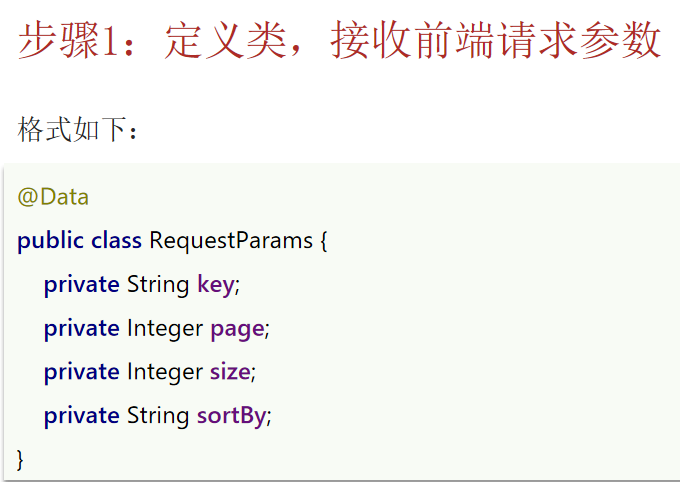 步骤1：定义类，接收前端请求参数
格式如下：
@Data
public class RequestParams {
    private String key;
    private Integer page;
    private Integer size;
    private String sortBy;
}